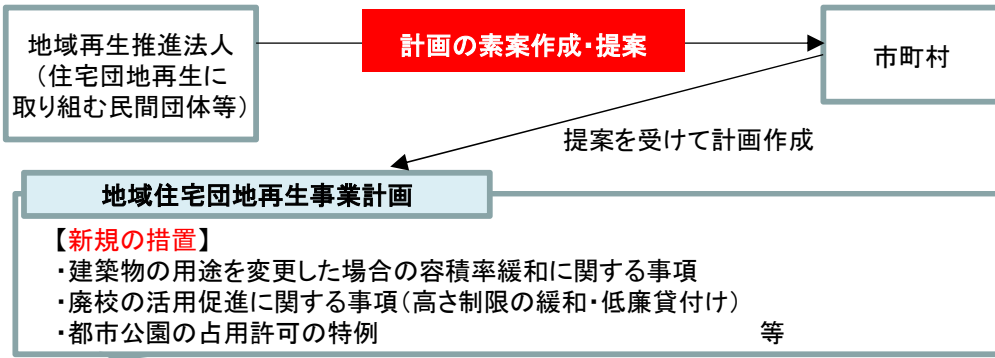 地域再生推進法人
（住宅団地再生に
取り組む民間団体等）
計画の素案作成・提案
市町村
提案を受けて計画作成
地域住宅団地再生事業計画
【新規の措置】
・建築物の用途を変更した場合の容積率緩和に関する事項
・廃校の活用促進に関する事項（高さ制限の緩和・低廉貸付け）
・都市公園の占用許可の特例　等